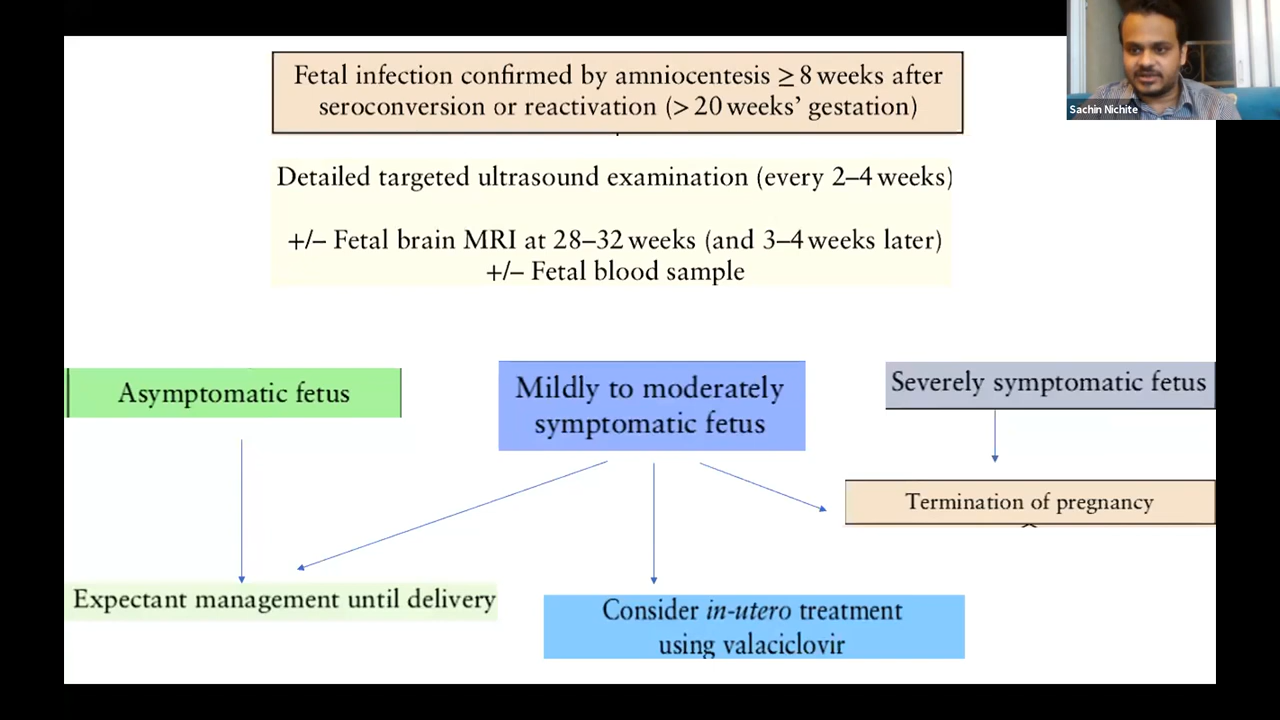 Fetal infection confirmed by amniocentesis ≥ 8 weeks after
seroconversion or reactivation (> 20 weeks' gestation)
Sachin Nichite
Detailed targeted ultrasound examination (every 2–4 weeks)
+/– Fetal brain MRI at 28–32 weeks (and 3–4 weeks later)
+/– Fetal blood sample
Asymptomatic fetus
Mildly to moderately
symptomatic fetus
Severely symptomatic fetus
Termination of pregnancy
Expectant management until delivery
Consider in-utero treatment
using valaciclovir